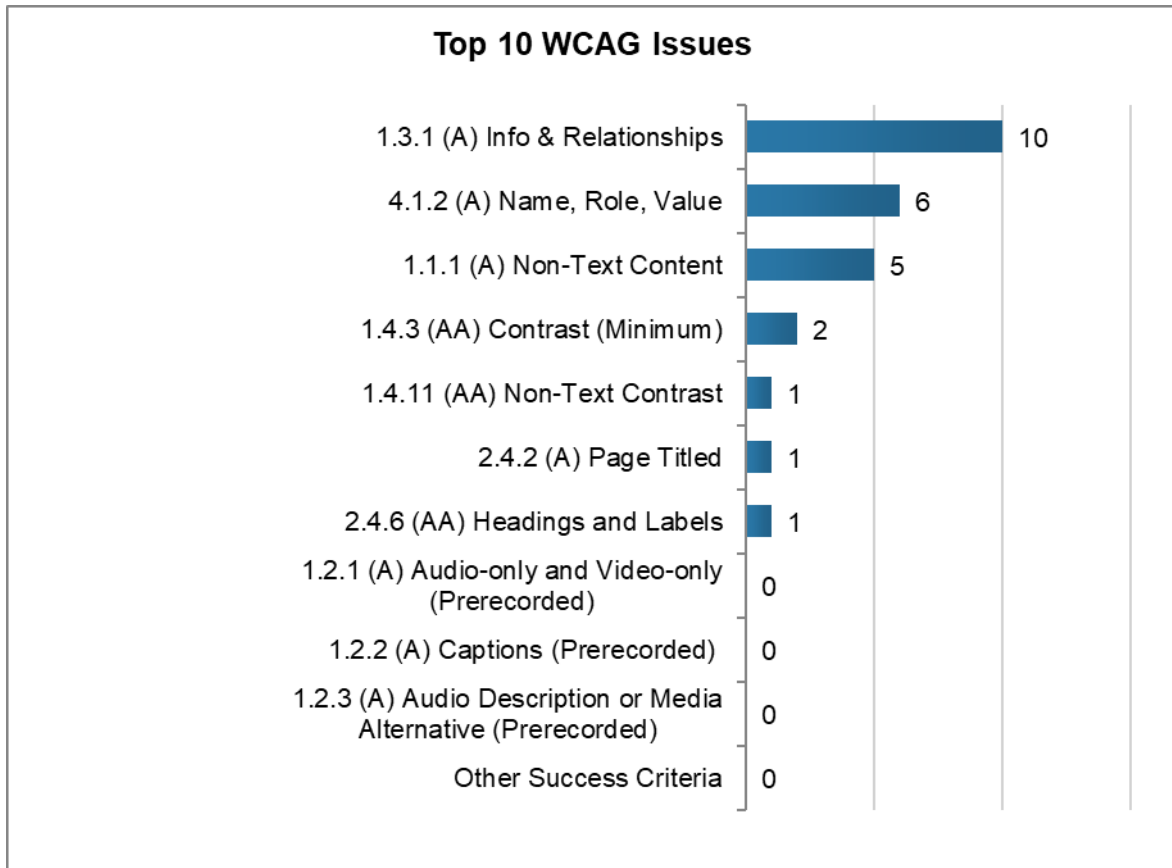 Top 10 WCAG Issues
1.3.1 (A) Info & Relationships 10
4.1.2 (A) Name, Role, Value 6
1.1.1 (A) Non-Text Content 5
1.4.3 (AA) Contrast (Minimum) 2
1.4.11 (AA) Non-Text Contrast 1
2.4.2 (A) Page Titled 1
2.4.6 (AA) Headings and Labels 1
1.2.1 (A) Audio-only and Video-only
(Prerecorded) 0
1.2.2 (A) Captions (Prerecorded) 0
1.2.3 (A) Audio Description or Media
Alternative (Prerecorded) 0
Other Success Criteria 0